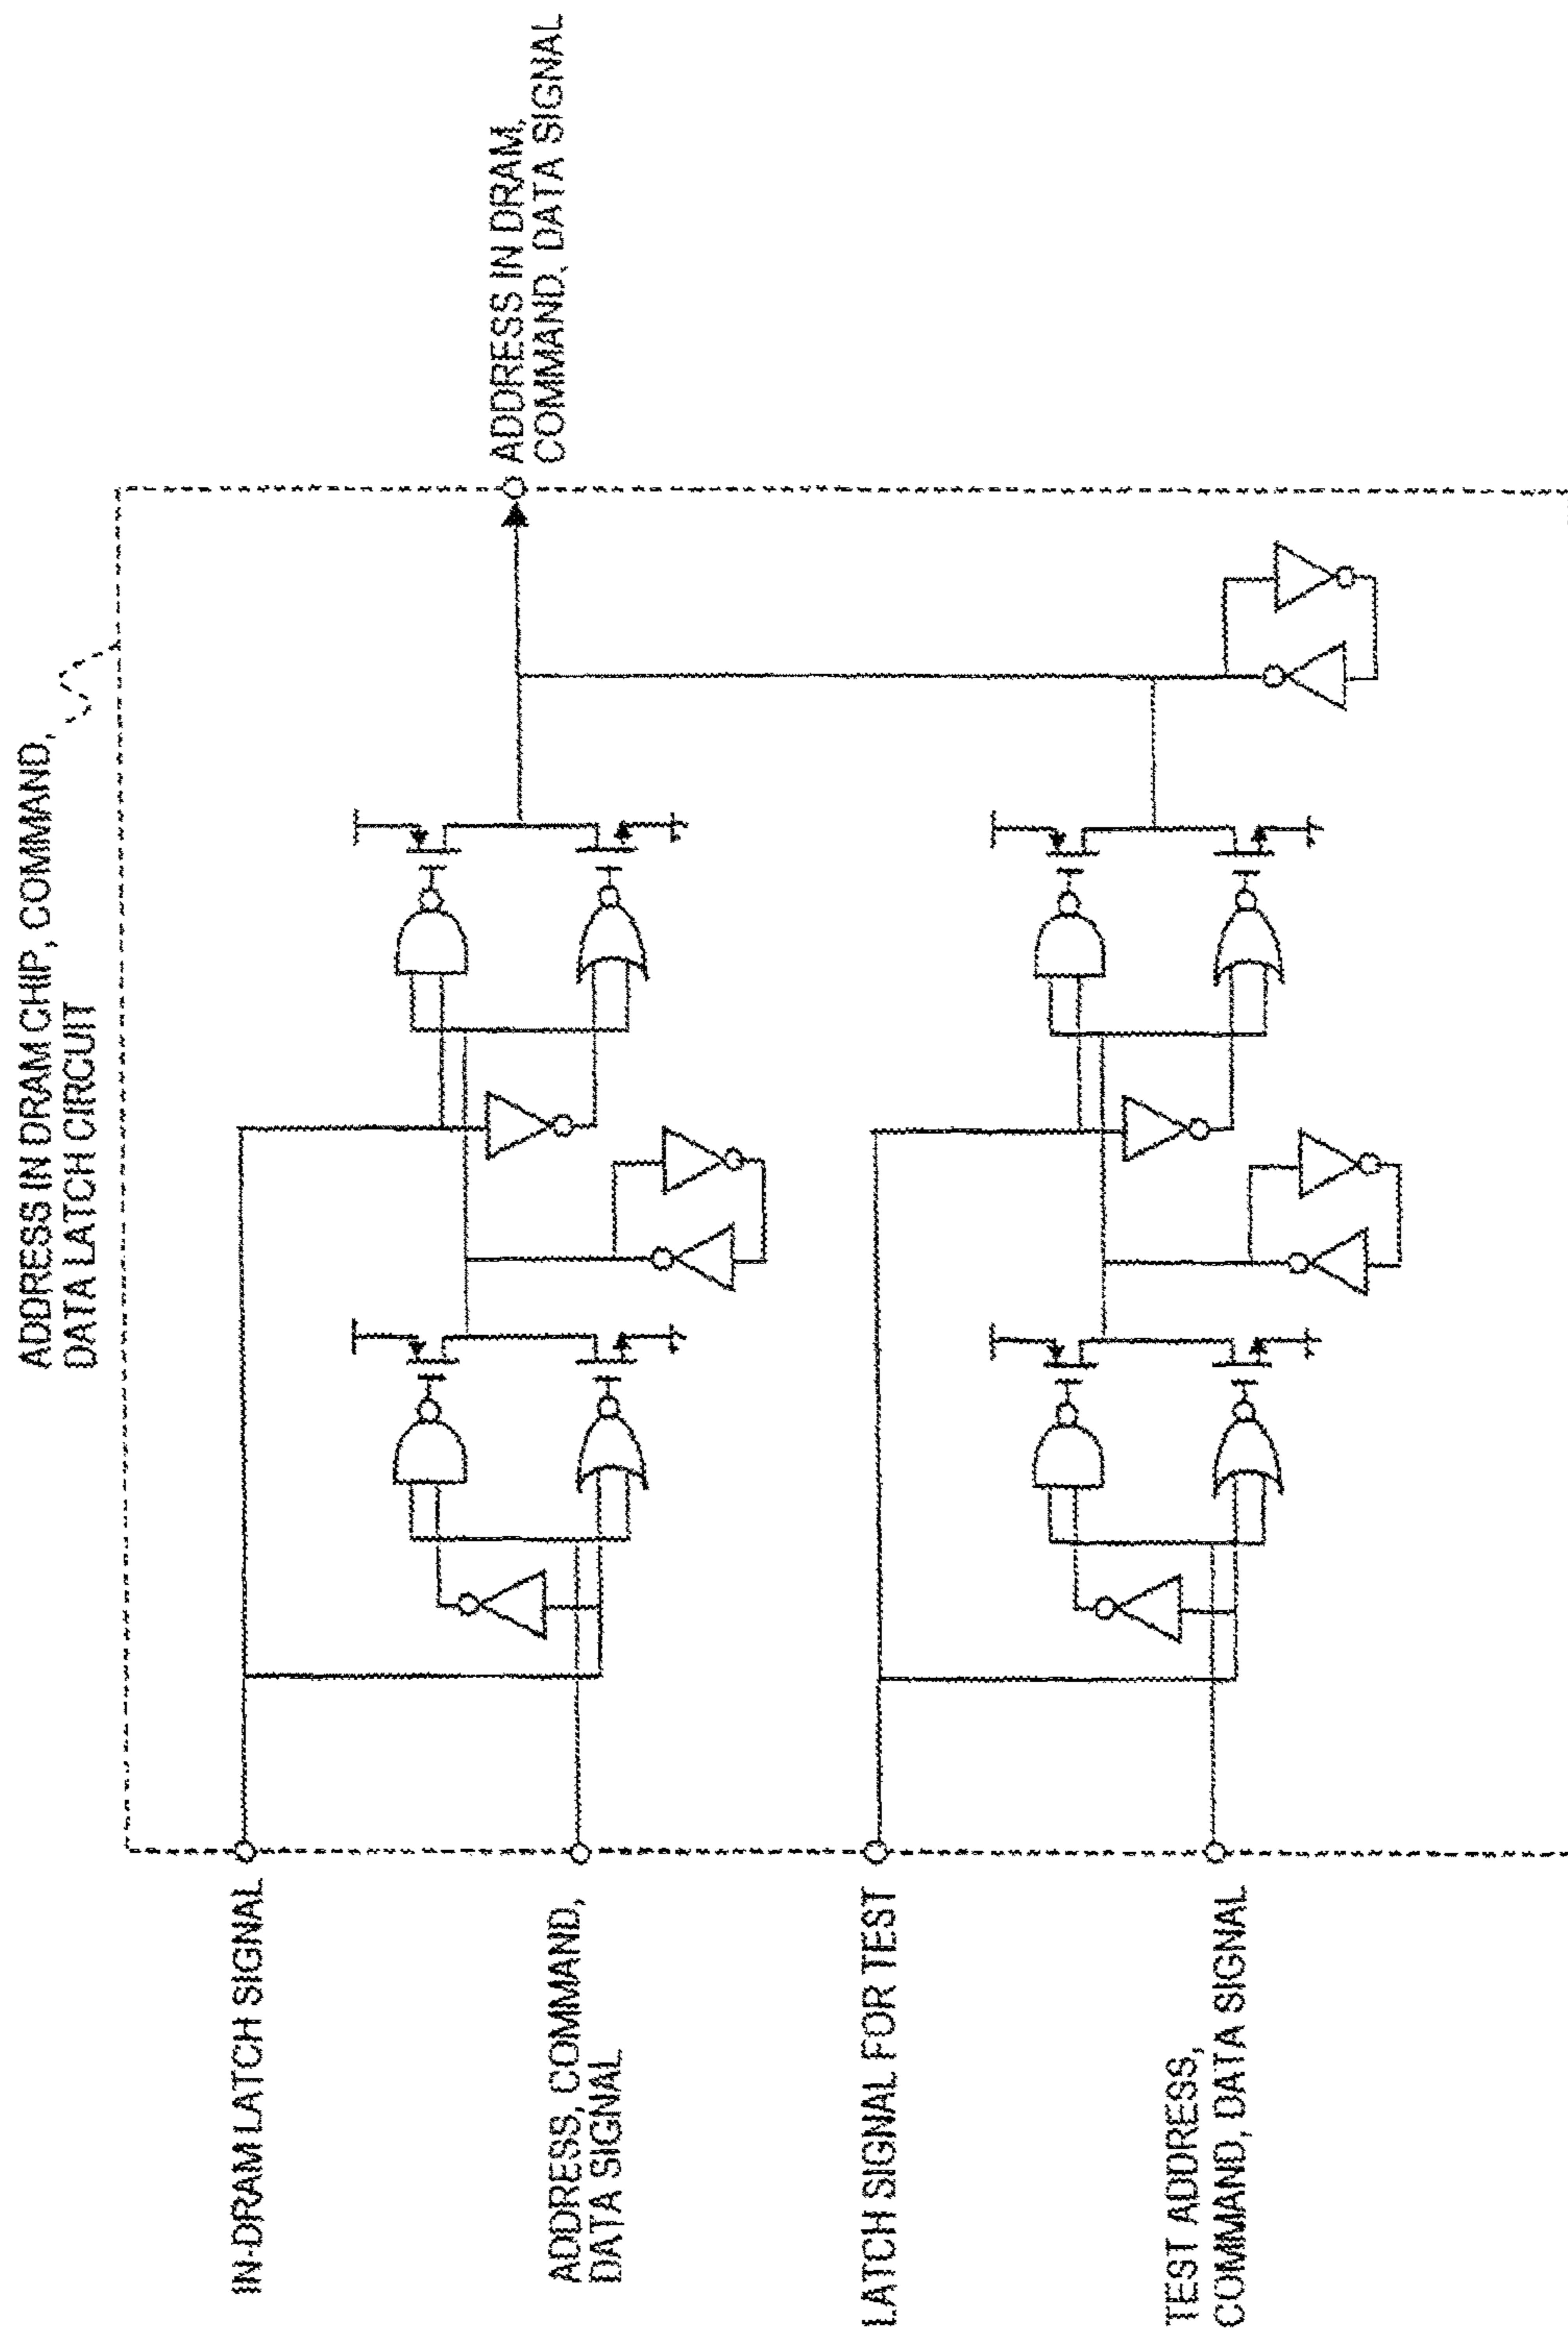 ADDRESS IN DRAM CHIP, COMMAND,
DATA LATCH CIRCUIT
IN-DRAM LATCH SIGNAL
ADDRESS, COMMAND,
DATA SIGNAL
LATCH SIGNAL FOR TEST
TEST ADDRESS,
COMMAND, DATA SIGNAL
ADDRESS IN DRAM,
COMMAND, DATA SIGNAL